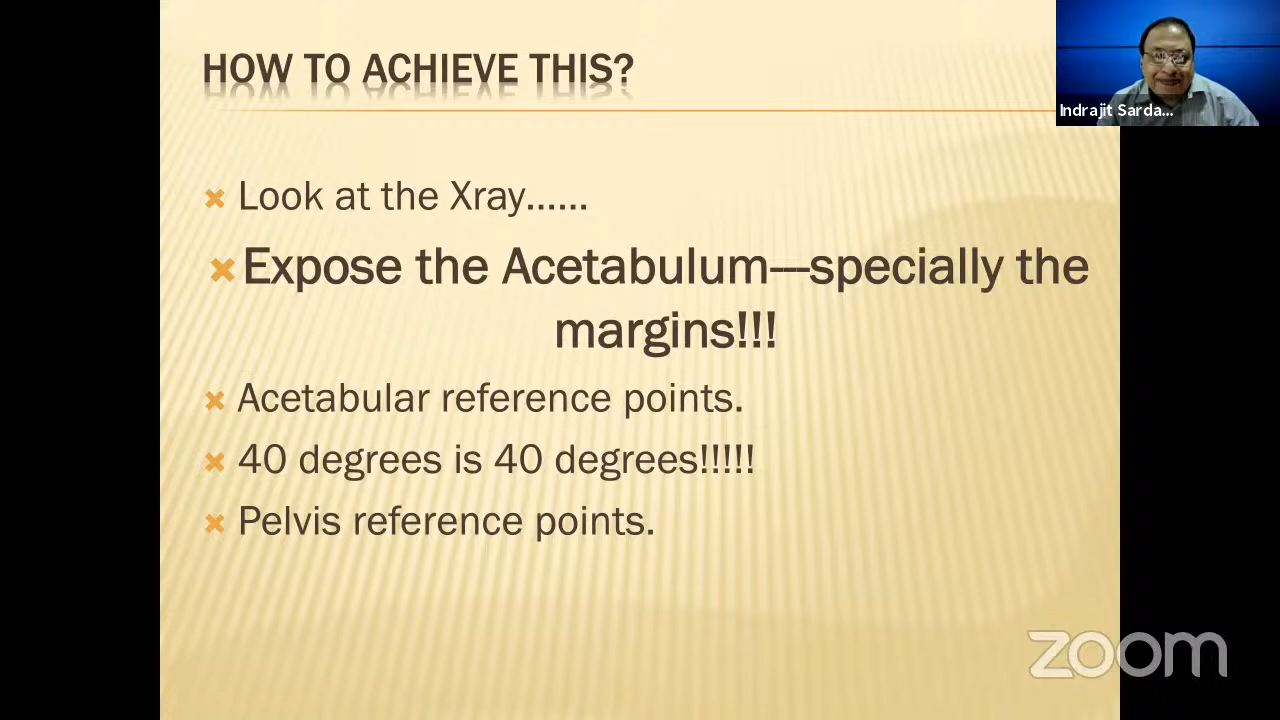 HOW TO ACHIEVE THIS?
Indrajit Sarda...
Look at the Xray......
Expose the Acetabulum---specially the
margins!!!
Acetabular reference points.
40 degrees is 40 degrees!!!!!
Pelvis reference points.
zoom